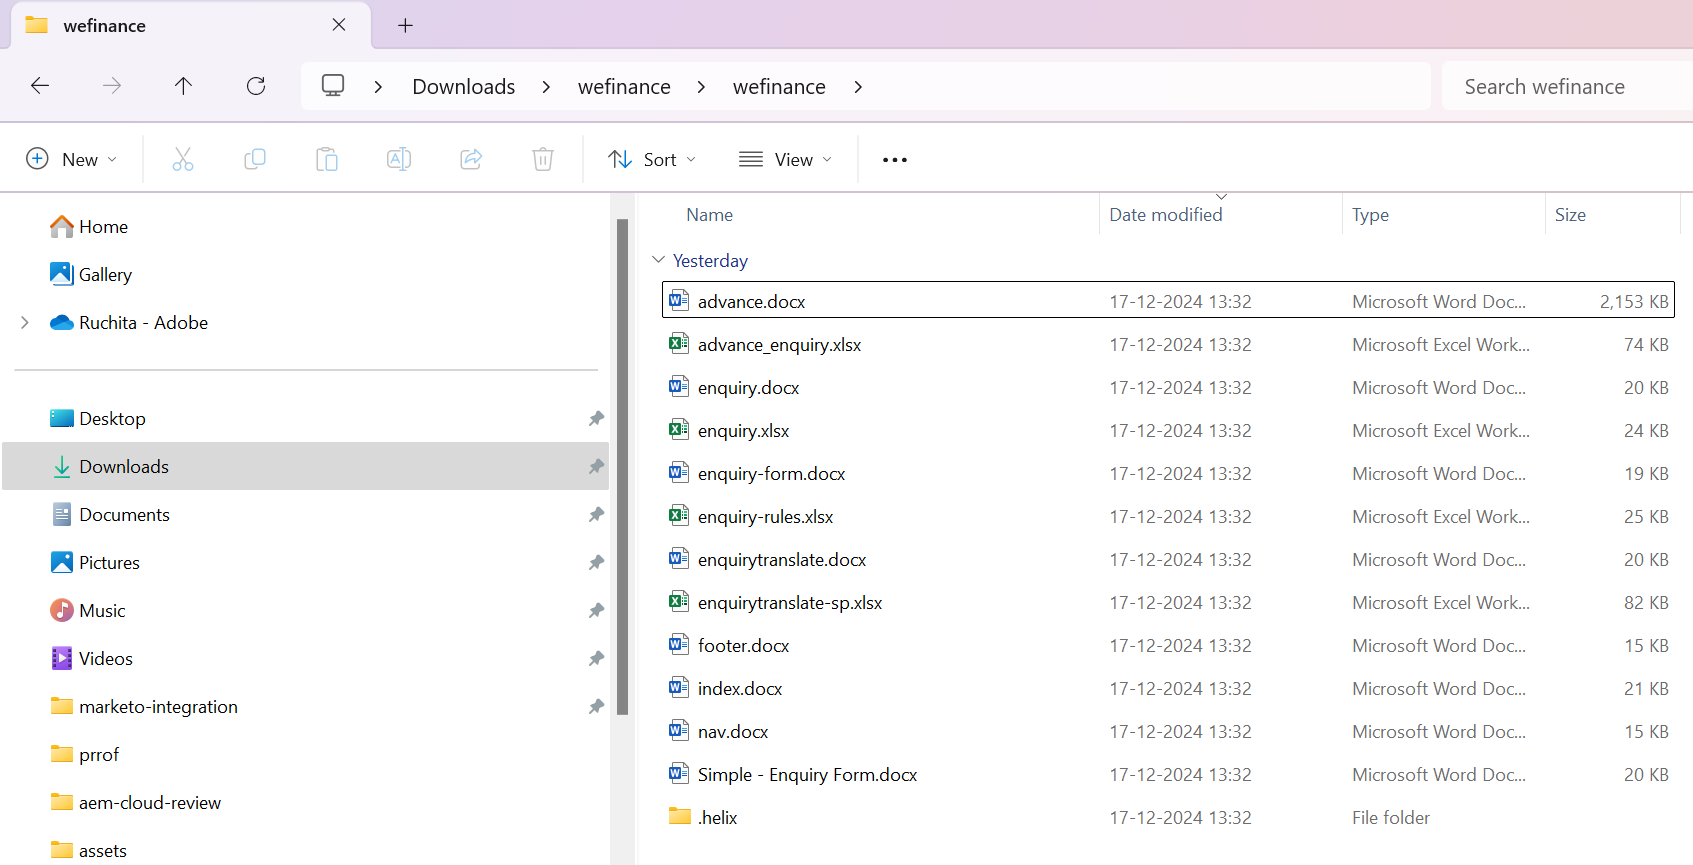 wefinance
Downloads > wefinance > wefinance >
Search wefinance
New
Sort
View
Home
Gallery
Ruchita - Adobe
Desktop
Downloads
Documents
Pictures
Music
Videos
marketo-integration
prrof
aem-cloud-review
assets
Name Date modified Type Size
Yesterday
advance.docx 17-12-2024 13:32 Microsoft Word Doc... 2,153 KB
advance_enquiry.xlsx 17-12-2024 13:32 Microsoft Excel Work... 74 KB
enquiry.docx 17-12-2024 13:32 Microsoft Word Doc... 20 KB
enquiry.xlsx 17-12-2024 13:32 Microsoft Excel Work... 24 KB
enquiry-form.docx 17-12-2024 13:32 Microsoft Word Doc... 19 KB
enquiry-rules.xlsx 17-12-2024 13:32 Microsoft Excel Work... 25 KB
enquirytranslate.docx 17-12-2024 13:32 Microsoft Word Doc... 20 KB
enquirytranslate-sp.xlsx 17-12-2024 13:32 Microsoft Excel Work... 82 KB
footer.docx 17-12-2024 13:32 Microsoft Word Doc... 15 KB
index.docx 17-12-2024 13:32 Microsoft Word Doc... 21 KB
nav.docx 17-12-2024 13:32 Microsoft Word Doc... 15 KB
Simple - Enquiry Form.docx 17-12-2024 13:32 Microsoft Word Doc... 20 KB
.helix 17-12-2024 13:32 File folder